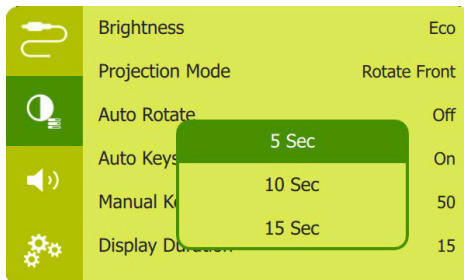 Brightness Eco
Projection Mode Rotate Front
Auto Rotate Off
Auto Keys On
5 Sec
10 Sec
Manual K 50
15 Sec
Display Duration 15